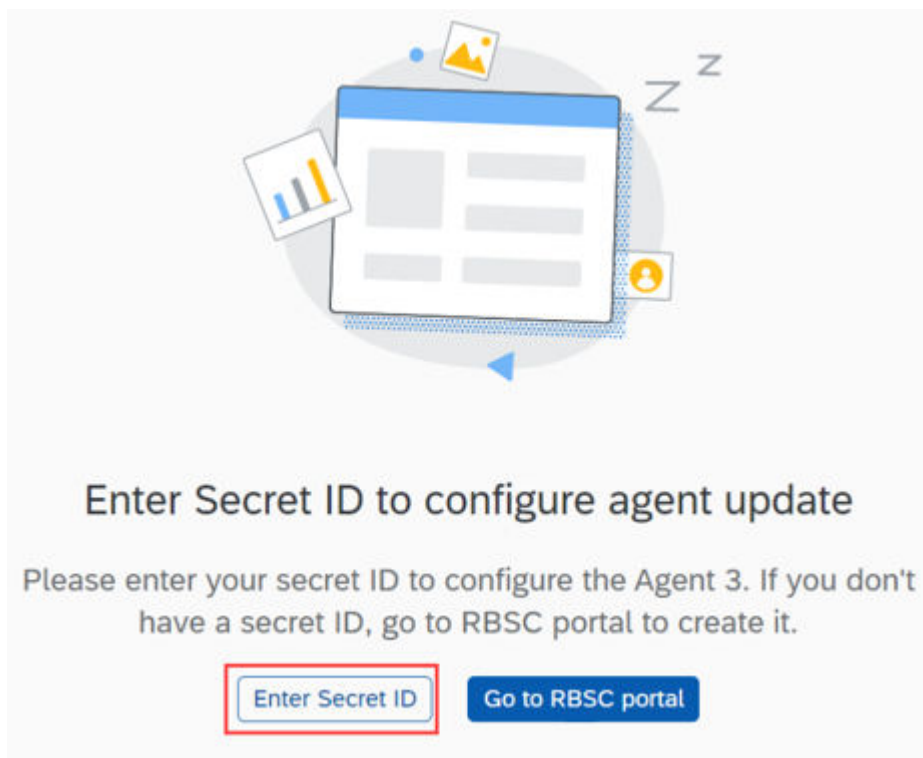 Z
Z
Enter Secret ID to configure agent update
Please enter your secret ID to configure the Agent 3. If you don't
have a secret ID, go to RBSC portal to create it.
Enter Secret ID
Go to RBSC portal